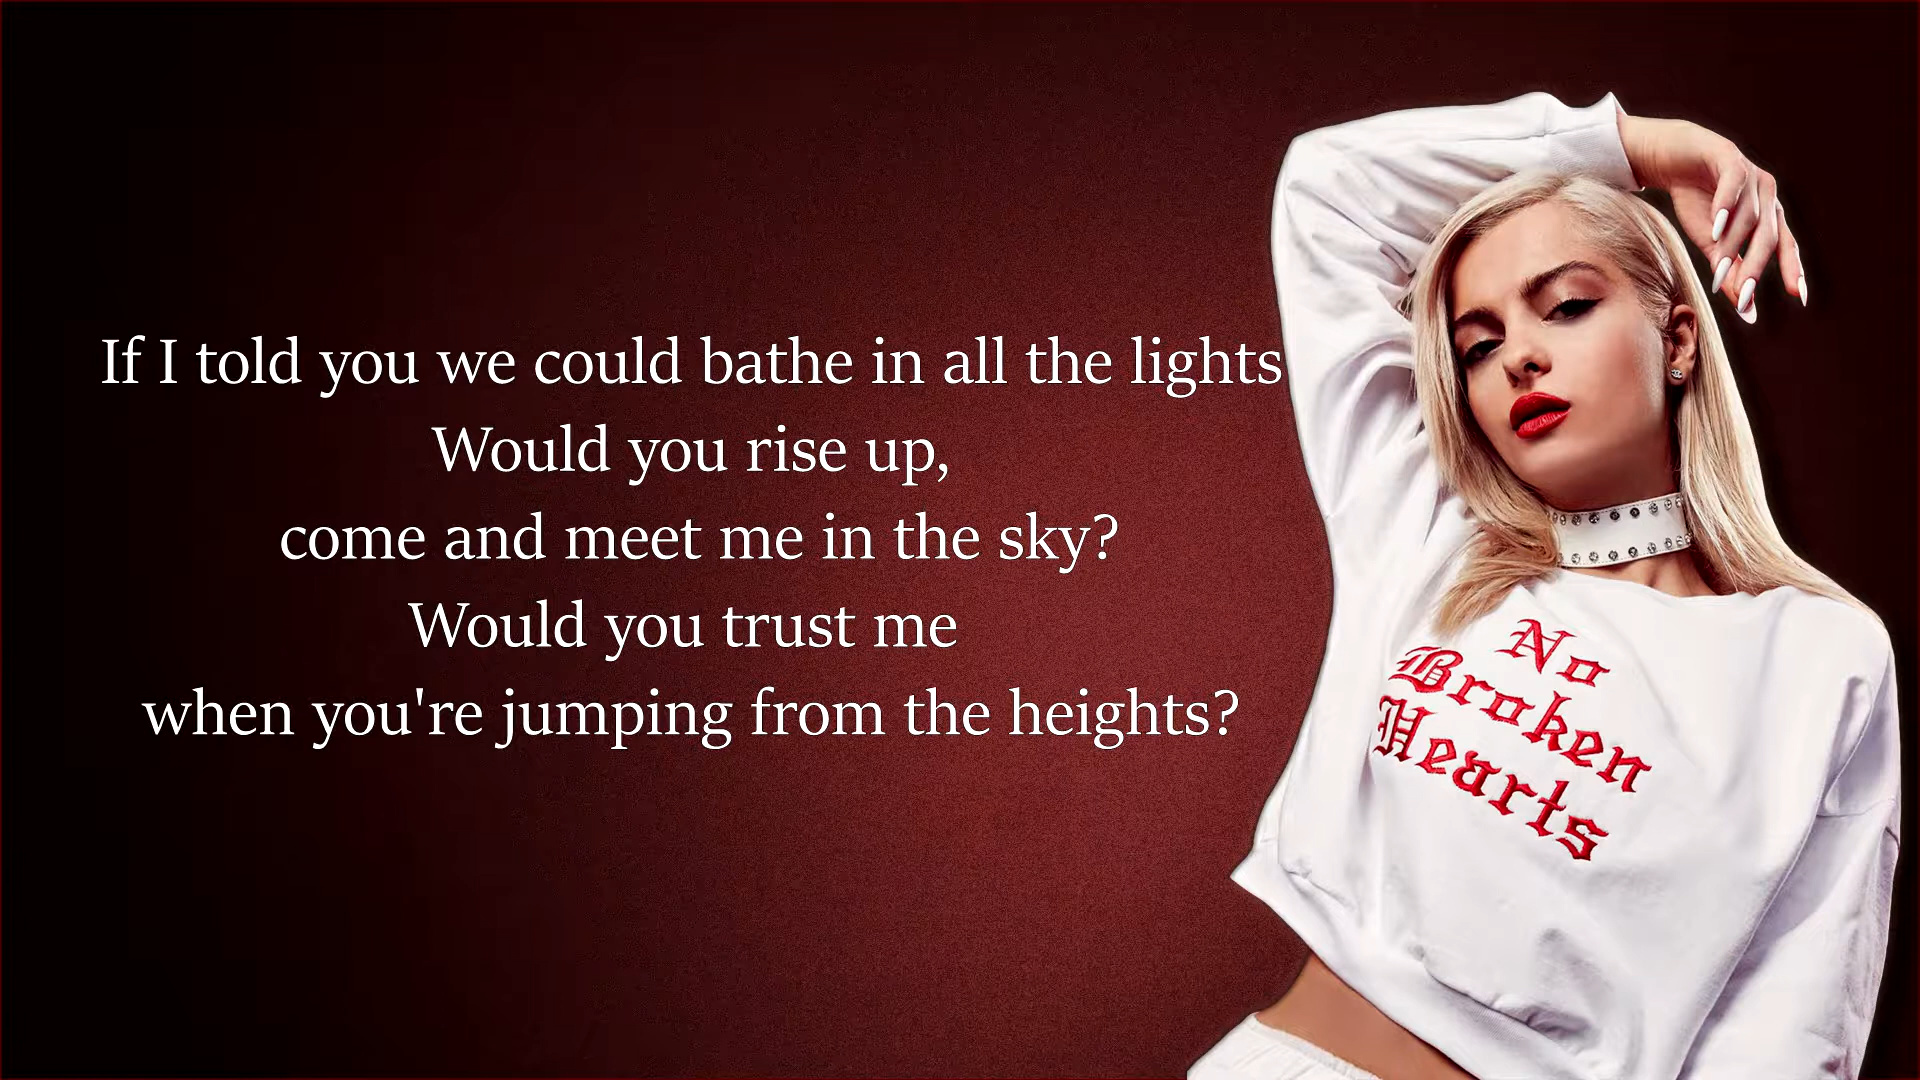 If I told you we could bathe in all the lights
Would you rise up,
come and meet me in the sky?
Would you trust me
when you're jumping from the heights?
No
Broken
Hearts